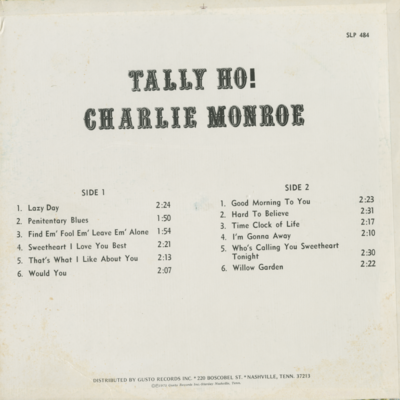 SLP 484
TALLY HO!
CHARLIE MONROE
SIDE 1
1. Lazy Day 2:24
2. Penitentary Blues 1:50
3. Find Em' Fool Em' Leave Em' Alone 1:54
4. Sweetheart I Love You Best 2:21
5. That's What I Like About You 2:13
6. Would You 2:07
SIDE 2
1. Good Morning To You 2:23
2. Hard To Believe 2:31
3. Time Clock of Life 2:17
4. I'm Gonna Away 2:10
5. Who's Calling You Sweetheart
Tonight 2:30
6. Willow Garden 2:22
DISTRIBUTED BY GUSTO RECORDS INC. * 220 BOSCOBEL ST. * NASHVILLE, TENN. 37213